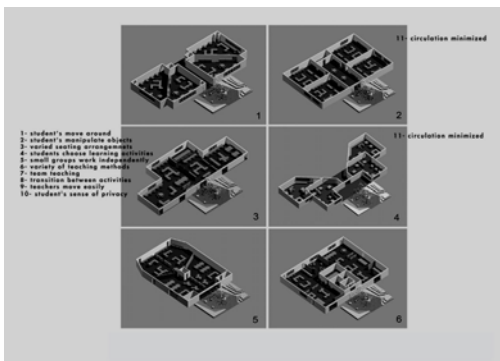 11- circulation minimized
1
2
1- student's move around
2- student's manipulate objects
3- varied seating arrangemnets
4- students choose learning activities
5- small groups work independently
6- variety of teaching methods
7- team teaching
8- transition between activities
9- teachers move easily
10- student's sense of privacy
11- circulation minimized
3
4
5
6